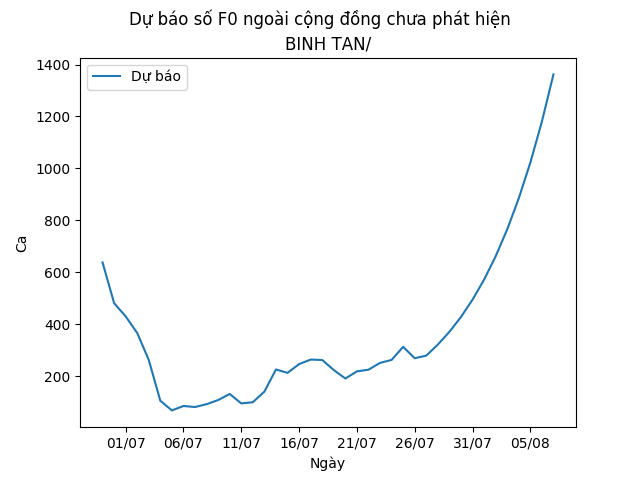 Dự báo số F0 ngoài cộng đồng chưa phát hiện
BINH TAN/
Dự báo
1400
1200
1000
800
600
400
200
Ca
01/07 06/07 11/07 16/07 21/07 26/07 31/07 05/08
Ngày